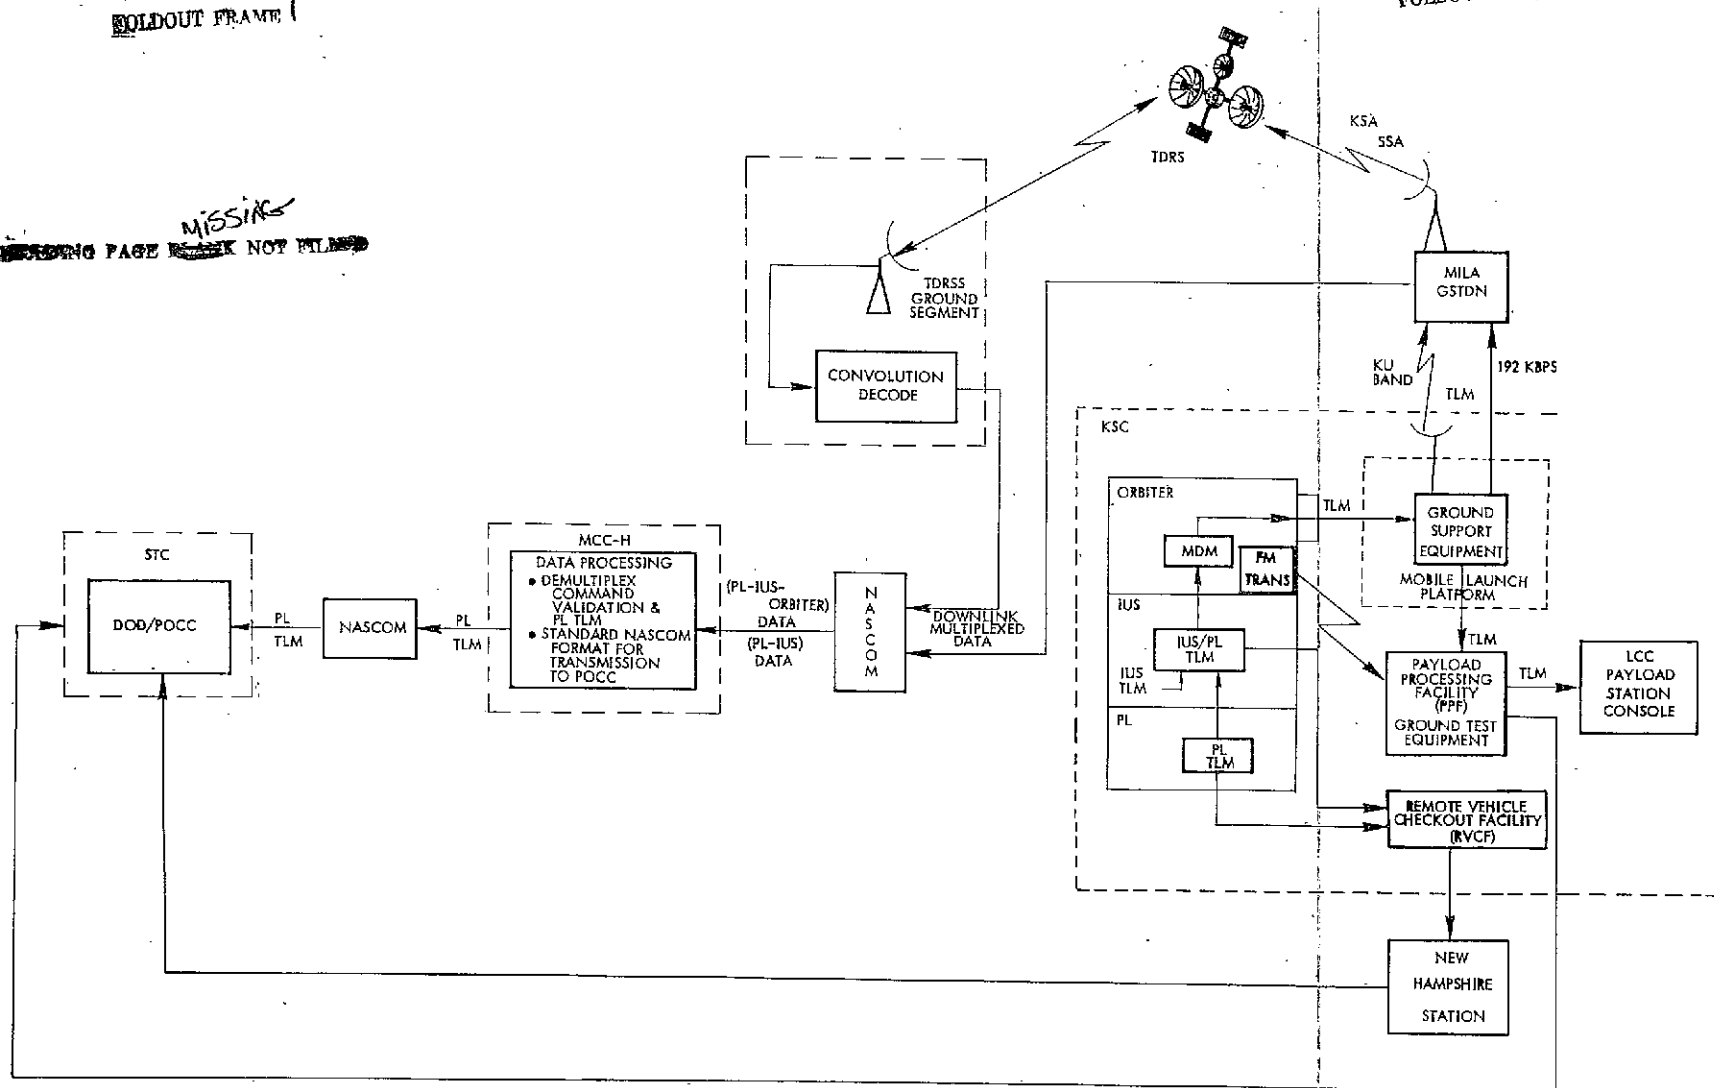 FOLDOUT FRAME 1
MISSING
PAGE NOT FILMED
TDRS
KSA
SSA
TDRSS
GROUND
SEGMENT
CONVOLUTION
DECODE
MILA
GSTDN
KU
BAND
TLM
192 KBPS
KSC
ORBITER
MDM
FM
TRANS
TLM
GROUND
SUPPORT
EQUIPMENT
MOBILE LAUNCH
PLATFORM
IUS
IUS/PL
TLM
IUS
TLM
PL
PL
TLM
TLM
PAYLOAD
PROCESSING
FACILITY
(PPF)
GROUND TEST
EQUIPMENT
TLM
LCC
PAYLOAD
STATION
CONSOLE
REMOTE VEHICLE
CHECKOUT FACILITY
(RVCF)
NEW
HAMPSHIRE
STATION
STC
DOD/POCC
PL
TLM
NASCOM
PL
TLM
MCC-H
DATA PROCESSING
• DEMULTIPLEX
COMMAND
VALIDATION &
PL TLM
• STANDARD NASCOM
FORMAT FOR
TRANSMISSION
TO POCC
(PL-IUS-
ORBITER)
DATA
(PL-IUS)
DATA
N
A
S
C
O
M
DOWNLINK
MULTIPLEXED
DATA